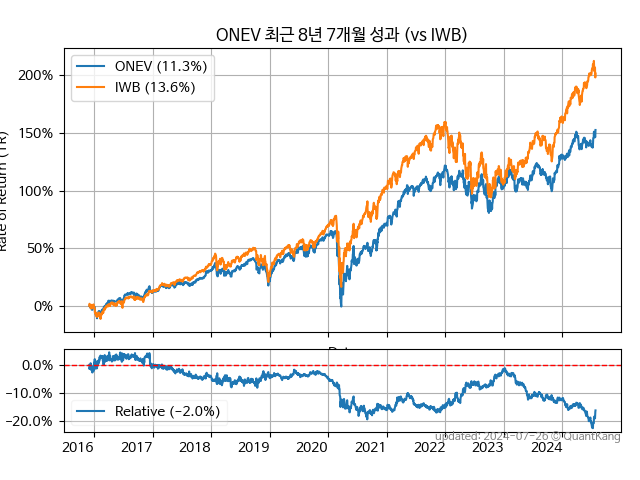 ONEV 최근 8년 7개월 성과 (vs IWB)
ONEV (11.3%)
IWB (13.6%)
200%
150%
100%
50%
0%
Rate of Return (TR)
0.0%
−10.0%
−20.0%
Relative (−2.0%)
updated: 2024-07-26 © QuantKang
2016 2017 2018 2019 2020 2021 2022 2023 2024